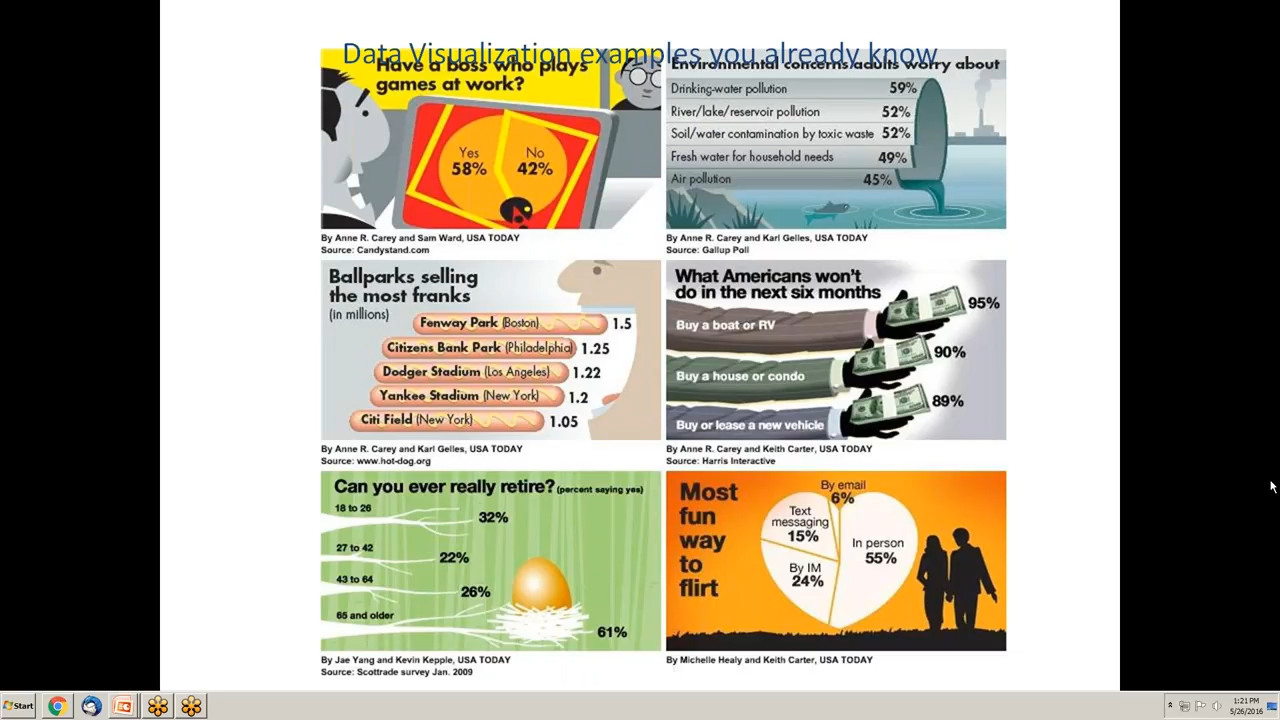 Data Visualization examples you already know
Have a boss who plays
games at work?
Yes
58%
No
42%
By Anne R. Carey and Sam Ward, USA TODAY
Source: Candystand.com
Environmental concerns adults worry about
Drinking-water pollution 59%
River/lake/reservoir pollution 52%
Soil/water contamination by toxic waste 52%
Fresh water for household needs 49%
Air pollution 45%
By Anne R. Carey and Karl Gelles, USA TODAY
Source: Gallup Poll
Ballparks selling
the most franks
(in millions)
Fenway Park (Boston) 1.5
Citizens Bank Park (Philadelphia) 1.25
Dodger Stadium (Los Angeles) 1.22
Yankee Stadium (New York) 1.2
Citi Field (New York) 1.05
By Anne R. Carey and Karl Gelles, USA TODAY
Source: www.hot-dog.org
What Americans won't
do in the next six months
Buy a boat or RV 95%
Buy a house or condo 90%
Buy or lease a new vehicle 89%
By Anne R. Carey and Keith Carter, USA TODAY
Source: Harris Interactive
Can you ever really retire? (percent saying yes)
18 to 26 32%
27 to 42 22%
43 to 64 26%
65 and older 61%
By Jae Yang and Kevin Kepple, USA TODAY
Source: Scottrade survey Jan. 2009
Most
fun
way
to
flirt
By email
6%
Text
messaging
15%
In person
55%
By IM
24%
By Michelle Healy and Keith Carter, USA TODAY
Start
1:21 PM
5/26/2016